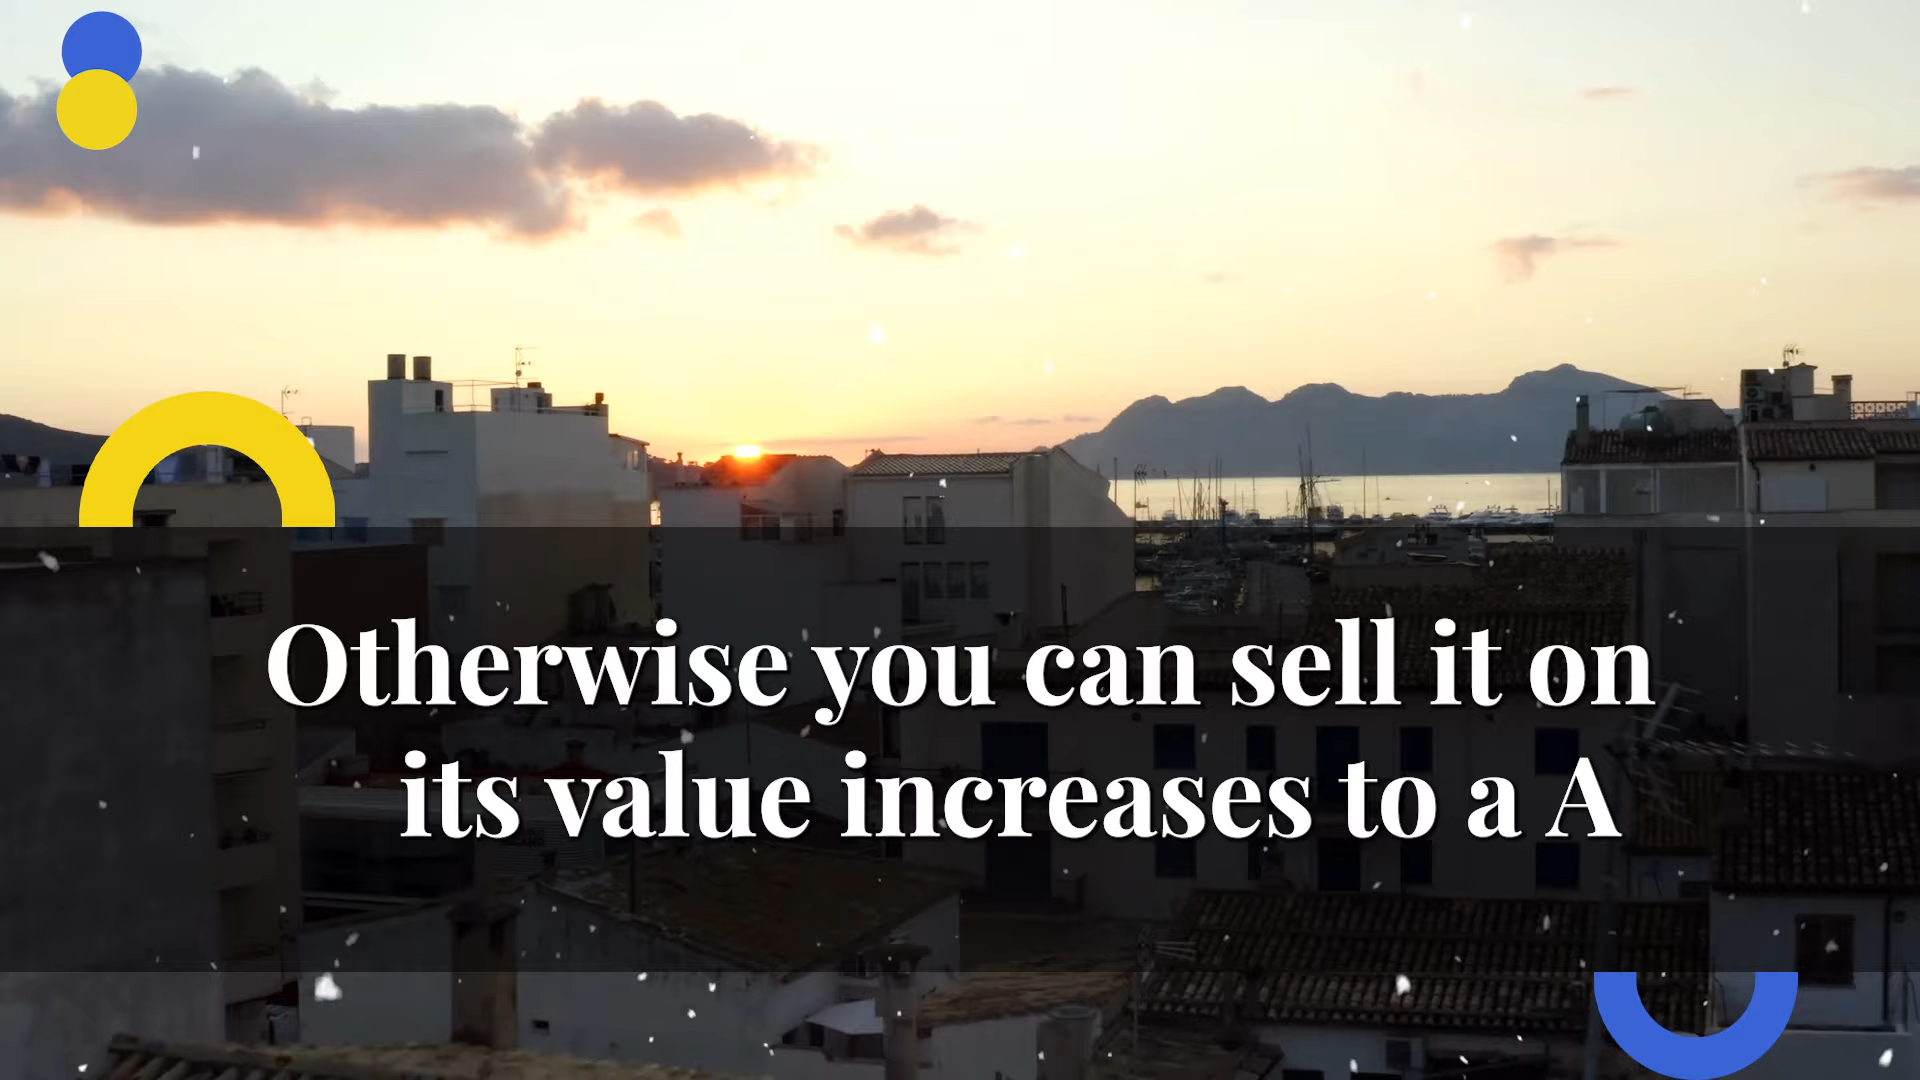 Otherwise you can sell it on
its value increases to a A